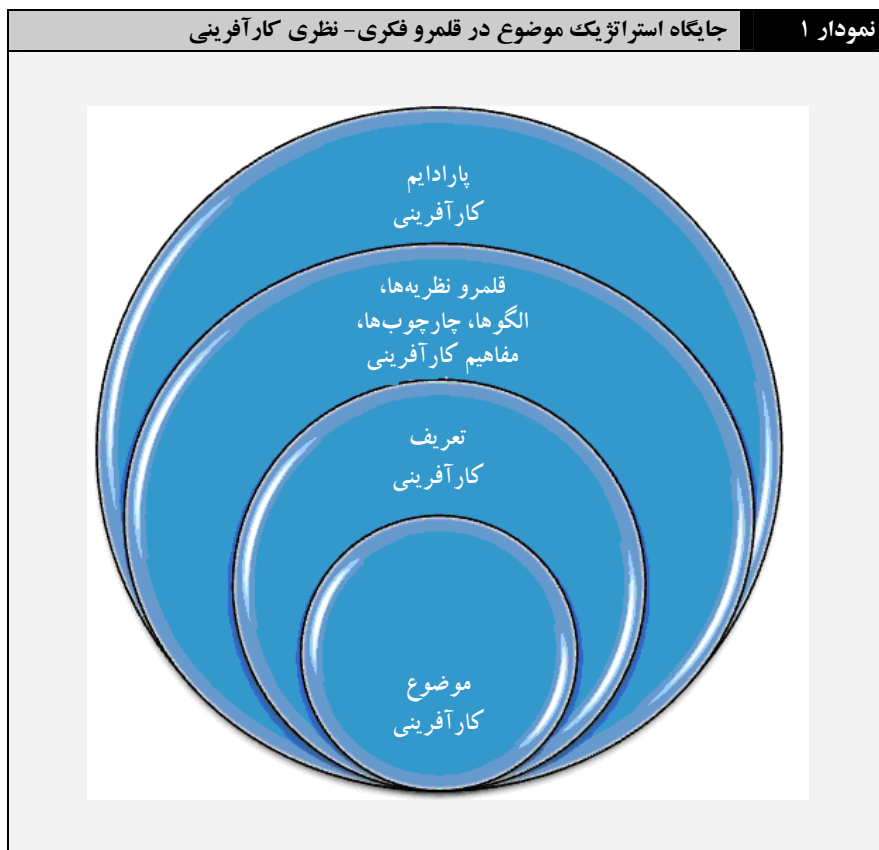 نمودار ۱ جایگاه استراتژیک موضوع در قلمرو فکری- نظری کارآفرینی
پارادایم
کارآفرینی
قلمرو نظریه‌ها،
الگوها، چارچوب‌ها،
مفاهیم کارآفرینی
تعریف
کارآفرینی
موضوع
کارآفرینی